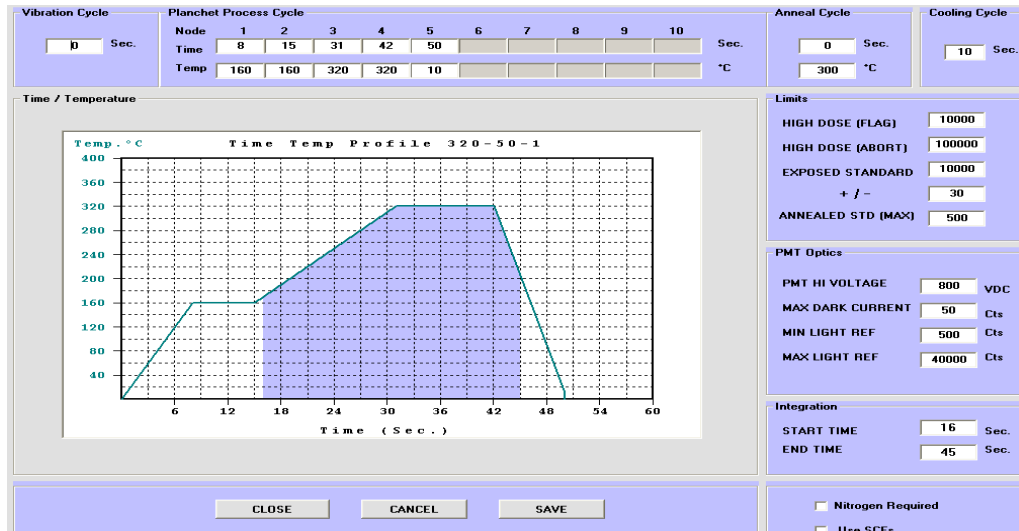 Vibration Cycle
0 Sec.
Planchet Process Cycle
Node 1 2 3 4 5 6 7 8 9 10
Time 8 15 31 42 50 Sec.
Temp 160 160 320 320 10 °C
Anneal Cycle
0 Sec.
300 °C
Cooling Cycle
10 Sec.
Time / Temperature
Temp.°C Time Temp Profile 320-50-1
400
360
320
280
240
200
160
120
80
40
6 12 18 24 30 36 42 48 54 60
Time (Sec.)
Limits
HIGH DOSE (FLAG) 10000
HIGH DOSE (ABORT) 100000
EXPOSED STANDARD 10000
+ / - 30
ANNEALED STD (MAX) 500
PMT Optics
PMT HI VOLTAGE 800 VDC
MAX DARK CURRENT 50 Cts
MIN LIGHT REF 500 Cts
MAX LIGHT REF 40000 Cts
Integration
START TIME 16 Sec.
END TIME 45 Sec.
CLOSE CANCEL SAVE
Nitrogen Required
Use SCFs